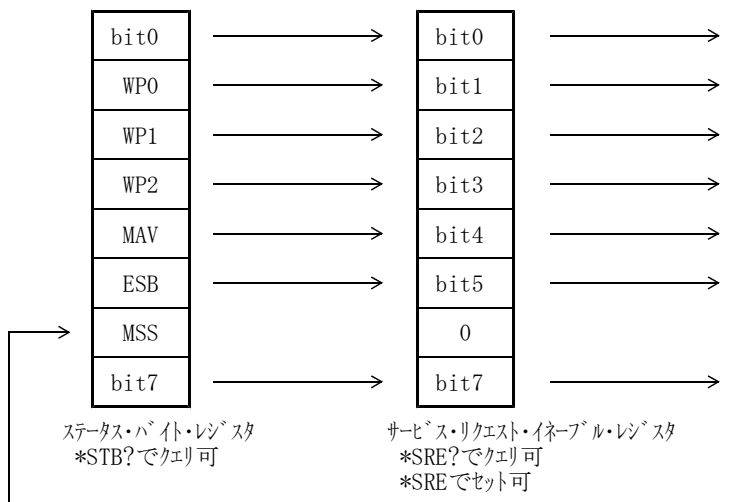 bit0 bit0
WP0 bit1
WP1 bit2
WP2 bit3
MAV bit4
ESB bit5
MSS 0
bit7 bit7
ｽﾃｰﾀｽ・ﾊﾞｲﾄ・ﾚｼﾞｽﾀ ｻｰﾋﾞｽ・ﾘｸｴｽﾄ・ｲﾈｰﾌﾞﾙ・ﾚｼﾞｽﾀ
*STB?でｸｴﾘ可 *SRE?でｸｴﾘ可
*SREでｾｯﾄ可